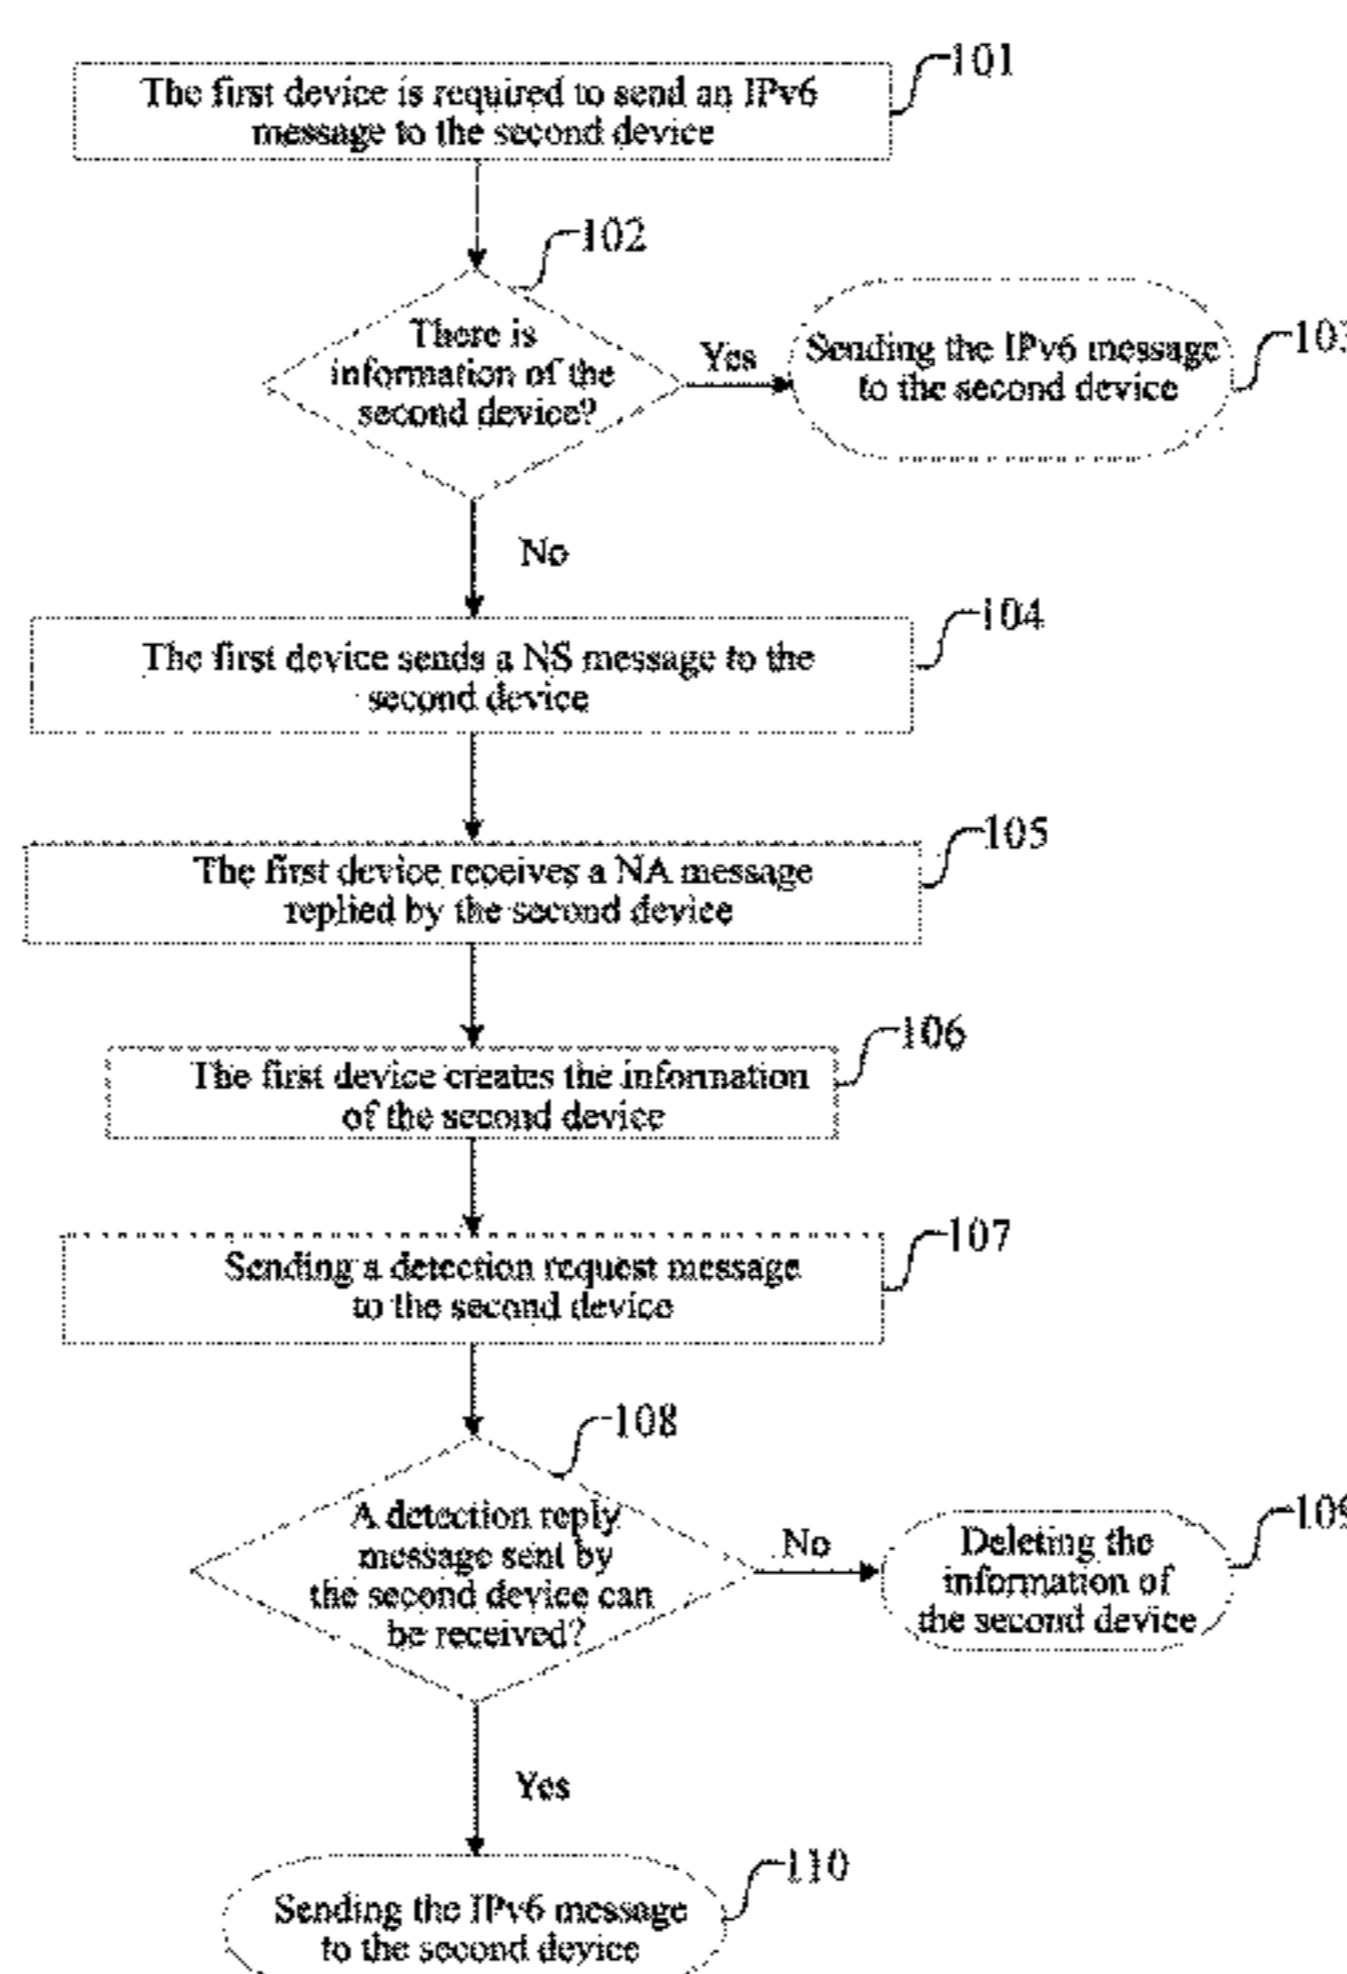 101
The first device is required to send an IPv6
message to the second device
102
There is
information of the
second device?
Yes
Sending the IPv6 message
to the second device
103
No
104
The first device sends a NS message to the
second device
105
The first device receives a NA message
replied by the second device
106
The first device creates the information
of the second device
107
Sending a detection request message
to the second device
108
A detection reply
message sent by
the second device can
be received?
No
Deleting the
information of
the second device
109
Yes
110
Sending the IPv6 message
to the second device